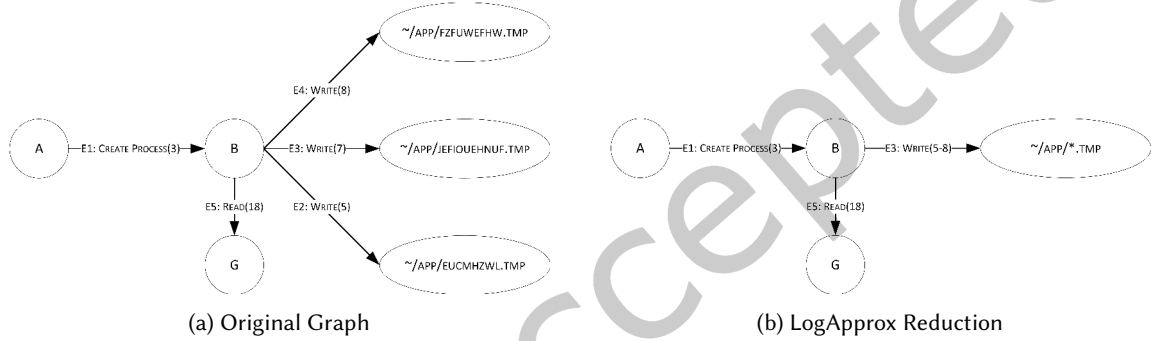 ~/APP/FZFUWEFHW.TMP
E4: WRITE(8)
A
E1: CREATE PROCESS(3)
B
E3: WRITE(7)
~/APP/JEFIOUEHNUF.TMP
E5: READ(18)
E2: WRITE(5)
G
~/APP/EUCMHZWL.TMP
(a) Original Graph
A
E1: CREATE PROCESS(3)
B
E3: WRITE(5-8)
~/APP/*.TMP
E5: READ(18)
G
(b) LogApprox Reduction